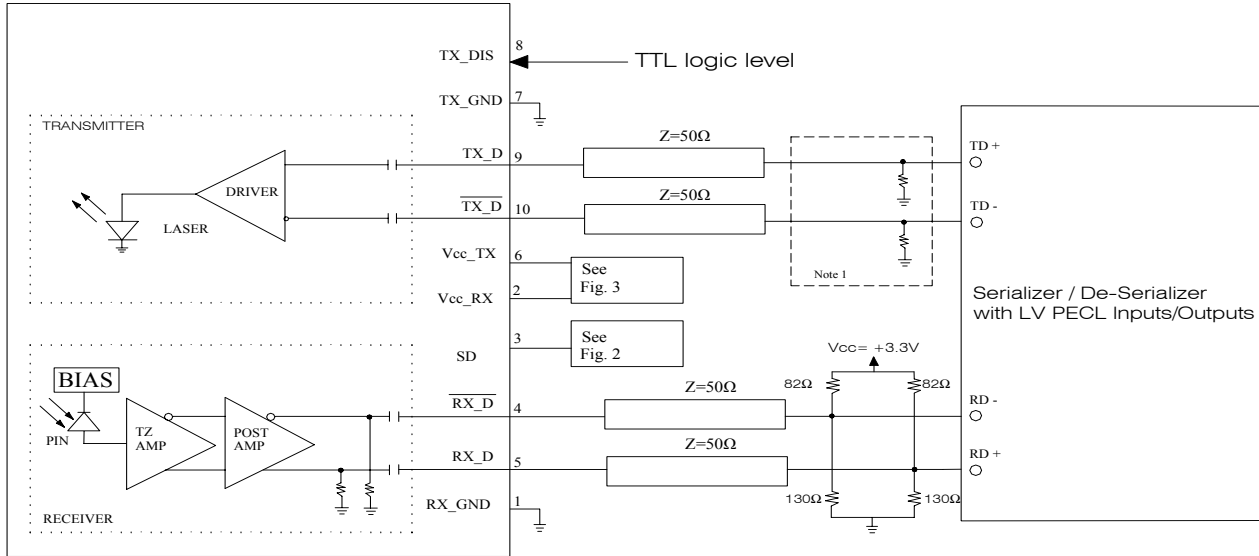 TX_DIS
8
TTL logic level
TX_GND
7
TRANSMITTER
TX_D
9
Z=50Ω
TD +
DRIVER
LASER
TX_D
10
Z=50Ω
TD -
Note 1
Vcc_TX
6
See
Fig. 3
Vcc_RX
2
Serializer / De-Serializer
with LV PECL Inputs/Outputs
SD
3
See
Fig. 2
Vcc= +3.3V
82Ω
82Ω
BIAS
PIN
TZ
AMP
POST
AMP
RX_D
4
Z=50Ω
RD -
RX_D
5
Z=50Ω
RD +
130Ω
130Ω
RX_GND
1
RECEIVER